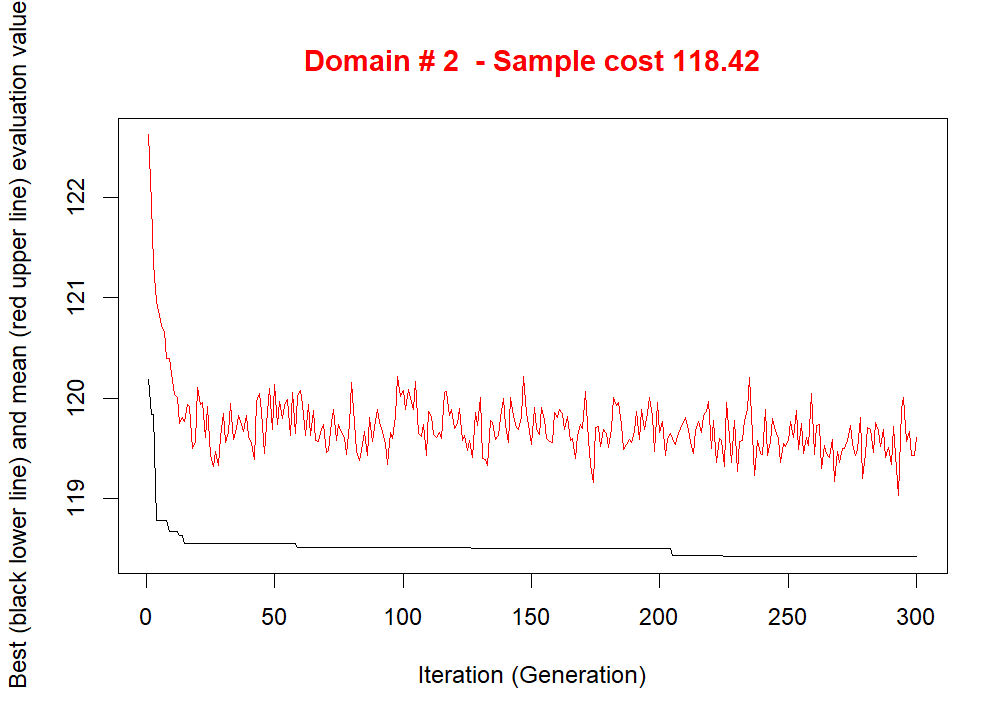 Domain # 2  - Sample cost 118.42
Best (black lower line) and mean (red upper line) evaluation value
122
121
120
119
0 50 100 150 200 250 300
Iteration (Generation)